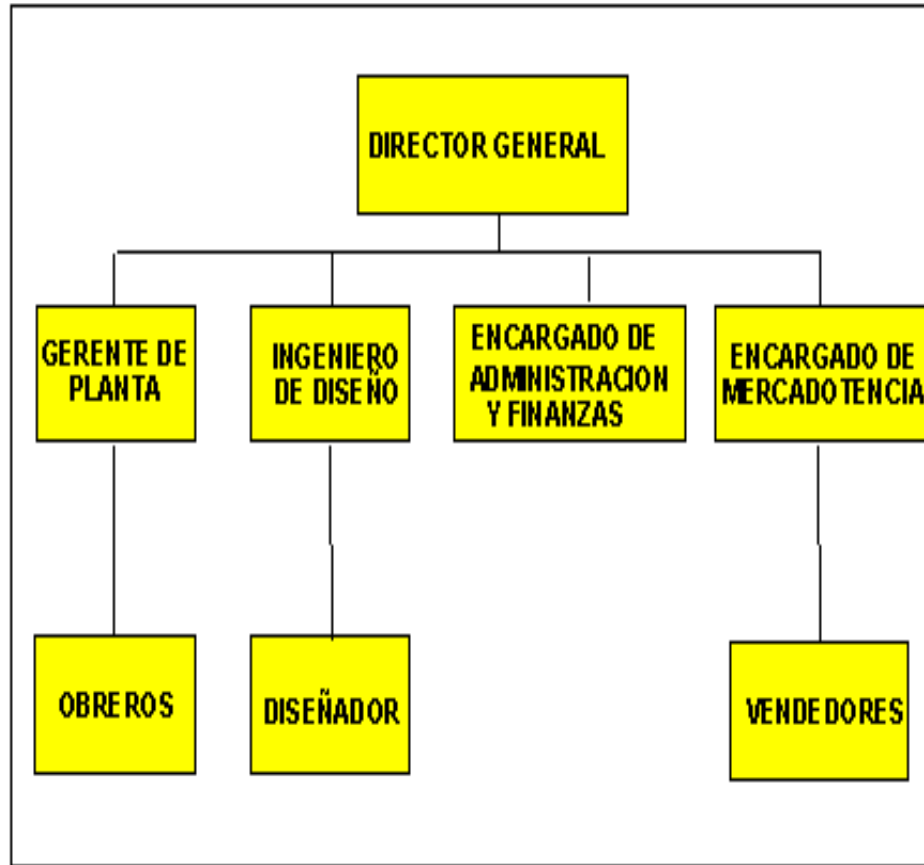 DIRECTOR GENERAL
GERENTE DE
PLANTA
INGENIERO
DE DISEÑO
ENCARGADO DE
ADMINISTRACION
Y FINANZAS
ENCARGADO DE
MERCADOTENCIA
OBREROS
DISEÑADOR
VENDEDORES